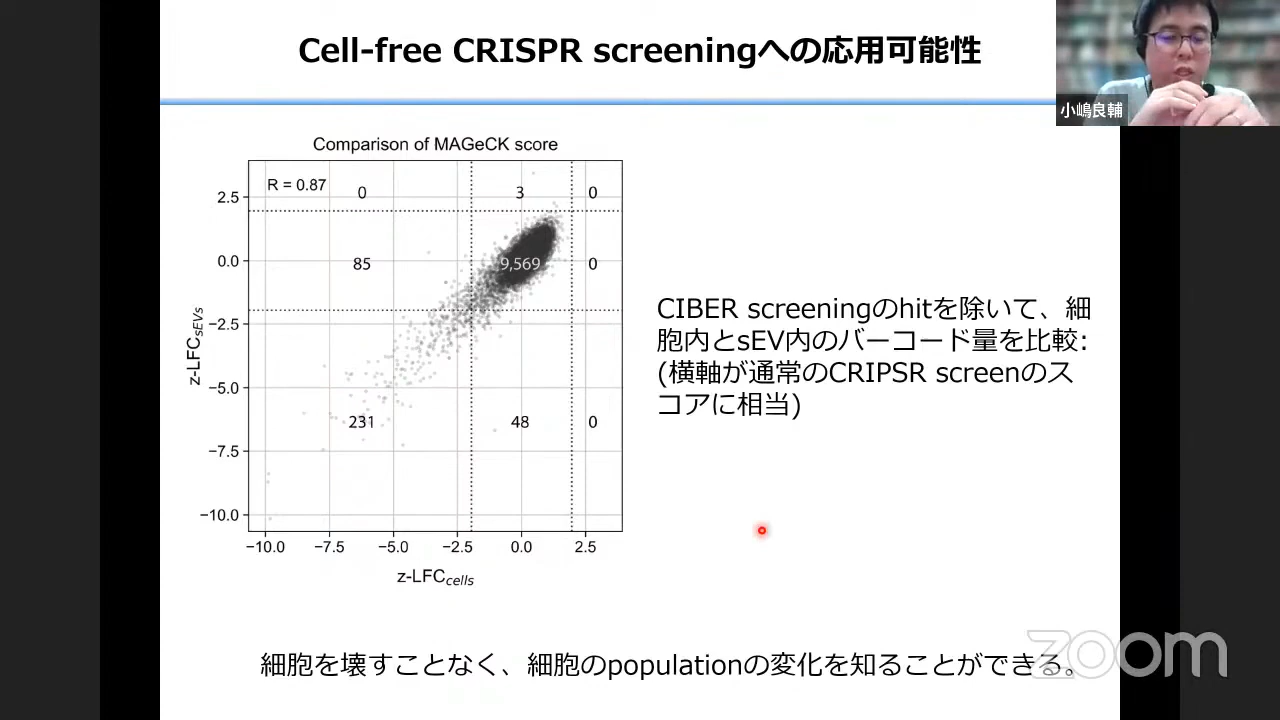 Cell-free CRISPR screeningへの応用可能性
小嶋良輔
Comparison of MAGeCK score
R = 0.87
0
3
0
85
9,569
0
231
48
0
2.5
0.0
−2.5
−5.0
−7.5
−10.0
z-LFCsEVs
−10.0 −7.5 −5.0 −2.5 0.0 2.5
z-LFCcells
CIBER screeningのhitを除いて、細
胞内とsEV内のバーコード量を比較:
(横軸が通常のCRIPSR screenのス
コアに相当)
細胞を壊すことなく、細胞のpopulationの変化を知ることができる。
zoom